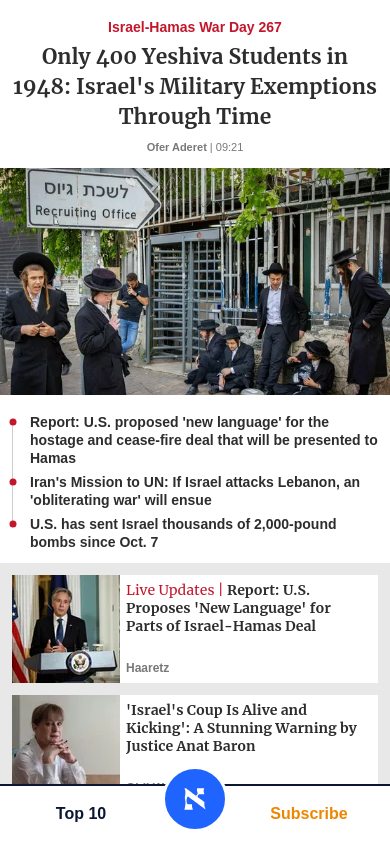 Israel-Hamas War Day 267
Only 400 Yeshiva Students in
1948: Israel's Military Exemptions
Through Time
Ofer Aderet | 09:21
לשכת גיוס
Recruiting Office
Report: U.S. proposed 'new language' for the
hostage and cease-fire deal that will be presented to
Hamas
Iran's Mission to UN: If Israel attacks Lebanon, an
'obliterating war' will ensue
U.S. has sent Israel thousands of 2,000-pound
bombs since Oct. 7
Live Updates | Report: U.S.
Proposes 'New Language' for
Parts of Israel-Hamas Deal
Haaretz
'Israel's Coup Is Alive and
Kicking': A Stunning Warning by
Justice Anat Baron
Top 10
Subscribe